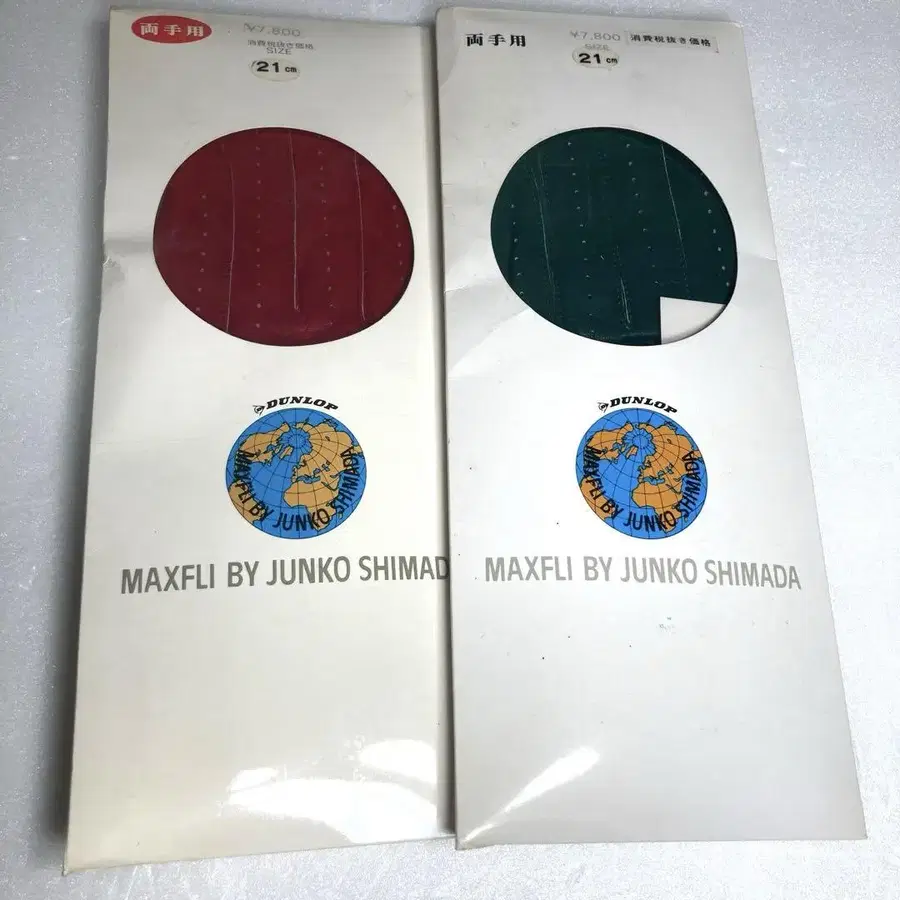 両手用
¥7,800
消費税抜き価格
SIZE
21cm
DUNLOP
MAXFLI BY JUNKO SHIMADA
MAXFLI BY JUNKO SHIMAD
両手用
¥7,800 消費税抜き価格
SIZE
21cm
DUNLOP
MAXFLI BY JUNKO SHIMADA
MAXFLI BY JUNKO SHIMADA